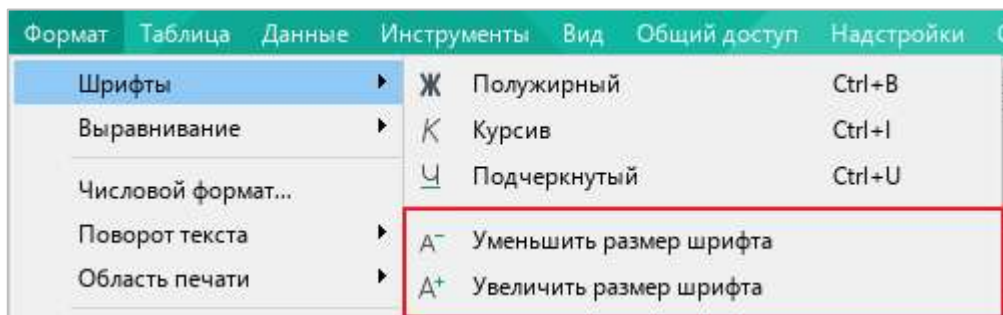 Формат Таблица Данные Инструменты Вид Общий доступ Надстройки
Шрифты
Выравнивание
Числовой формат...
Поворот текста
Область печати
Ж Полужирный Ctrl+B
К Курсив Ctrl+I
Ч Подчеркнутый Ctrl+U
A⁻ Уменьшить размер шрифта
A⁺ Увеличить размер шрифта